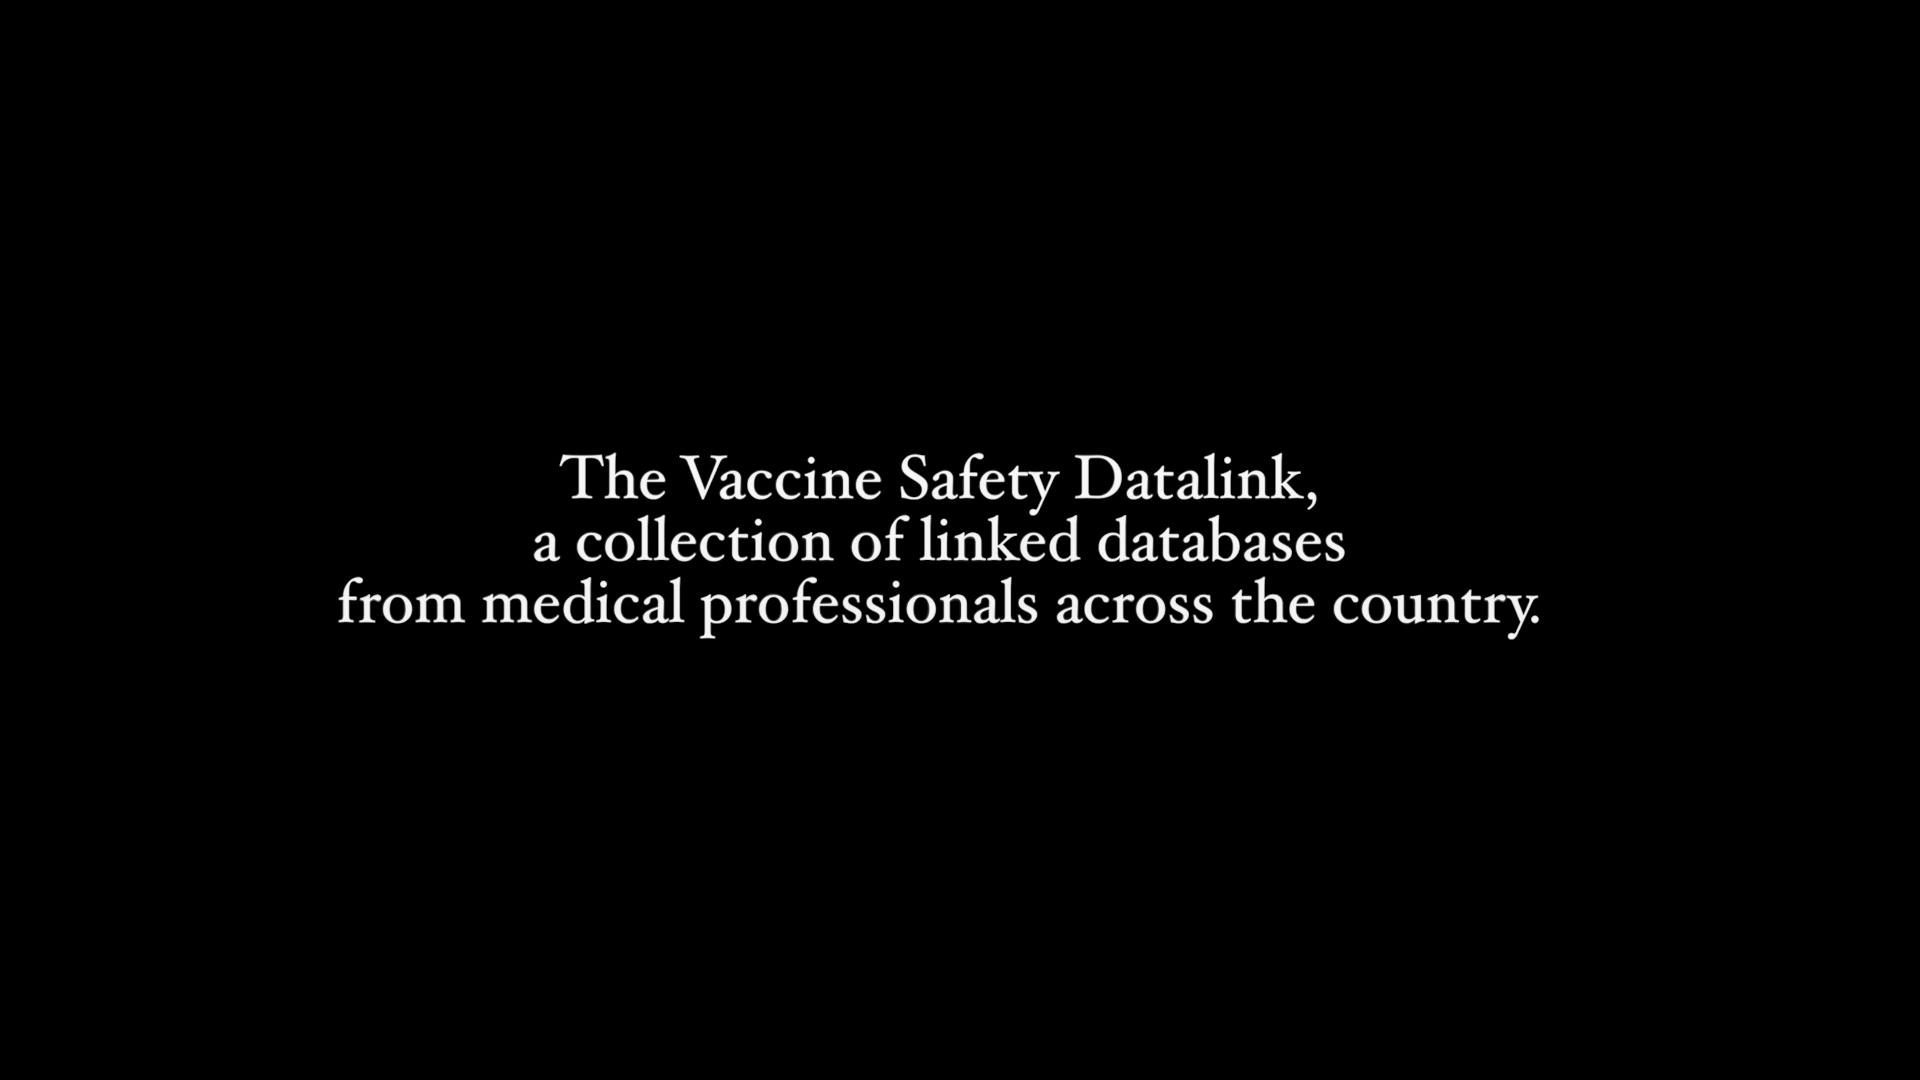 The Vaccine Safety Datalink,
a collection of linked databases
from medical professionals across the country.